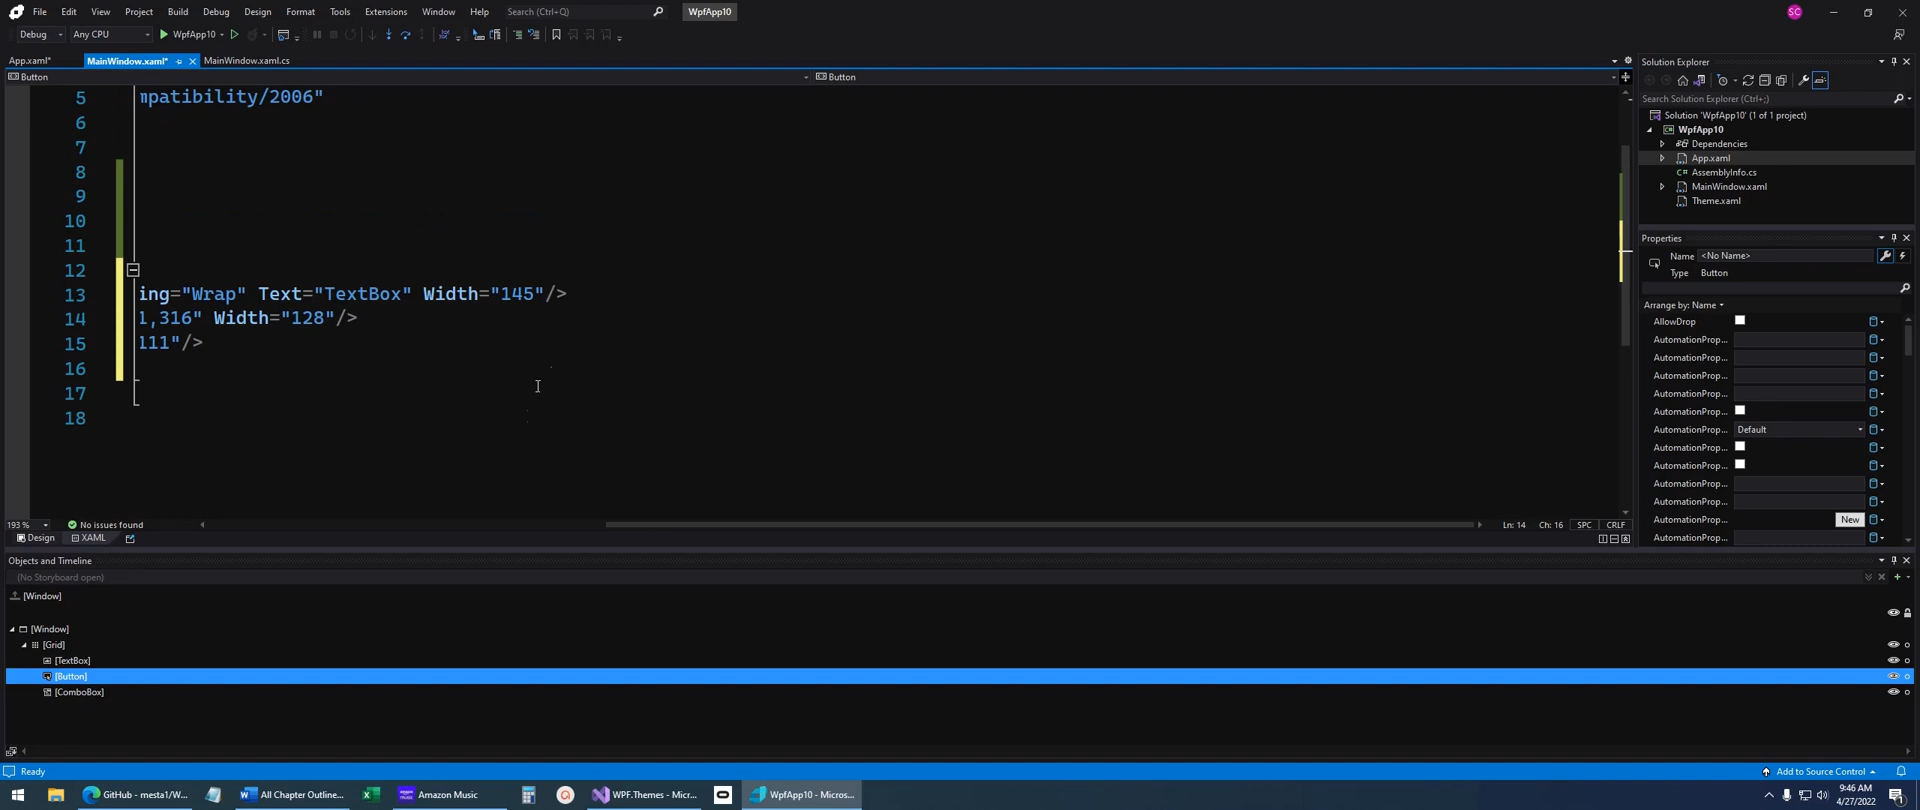 File Edit View Git Project Build Debug Design Format Tools Extensions Window Help Search (Ctrl+Q) WpfApp10 SC
Debug Any CPU WpfApp10
App.xaml* MainWindow.xaml* MainWindow.xaml.cs
Button Button
5 mpatibility/2006"
6
7
8
9
10
11
12
13 ing="Wrap" Text="TextBox" Width="145"/>
14 1,316" Width="128"/>
15 111"/>
16
17
18
193 % No issues found Ln: 14 Ch: 16 SPC CRLF
Design XAML
Solution Explorer
Search Solution Explorer (Ctrl+;)
Solution 'WpfApp10' (1 of 1 project)
WpfApp10
Dependencies
App.xaml
C# AssemblyInfo.cs
MainWindow.xaml
Theme.xaml
Properties
Name <No Name>
Type Button
Arrange by: Name
AllowDrop
AutomationProp...
AutomationProp...
AutomationProp...
AutomationProp...
AutomationProp...
AutomationProp... Default
AutomationProp...
AutomationProp...
AutomationProp...
AutomationProp...
AutomationProp... New
AutomationProp...
Objects and Timeline
(No Storyboard open)
[Window]
[Window]
[Grid]
[TextBox]
[Button]
[ComboBox]
Ready Add to Source Control
GitHub - mesta1/W... All Chapter Outline... Amazon Music WPF.Themes - Micr... WpfApp10 - Micros... 9:46 AM
4/27/2022